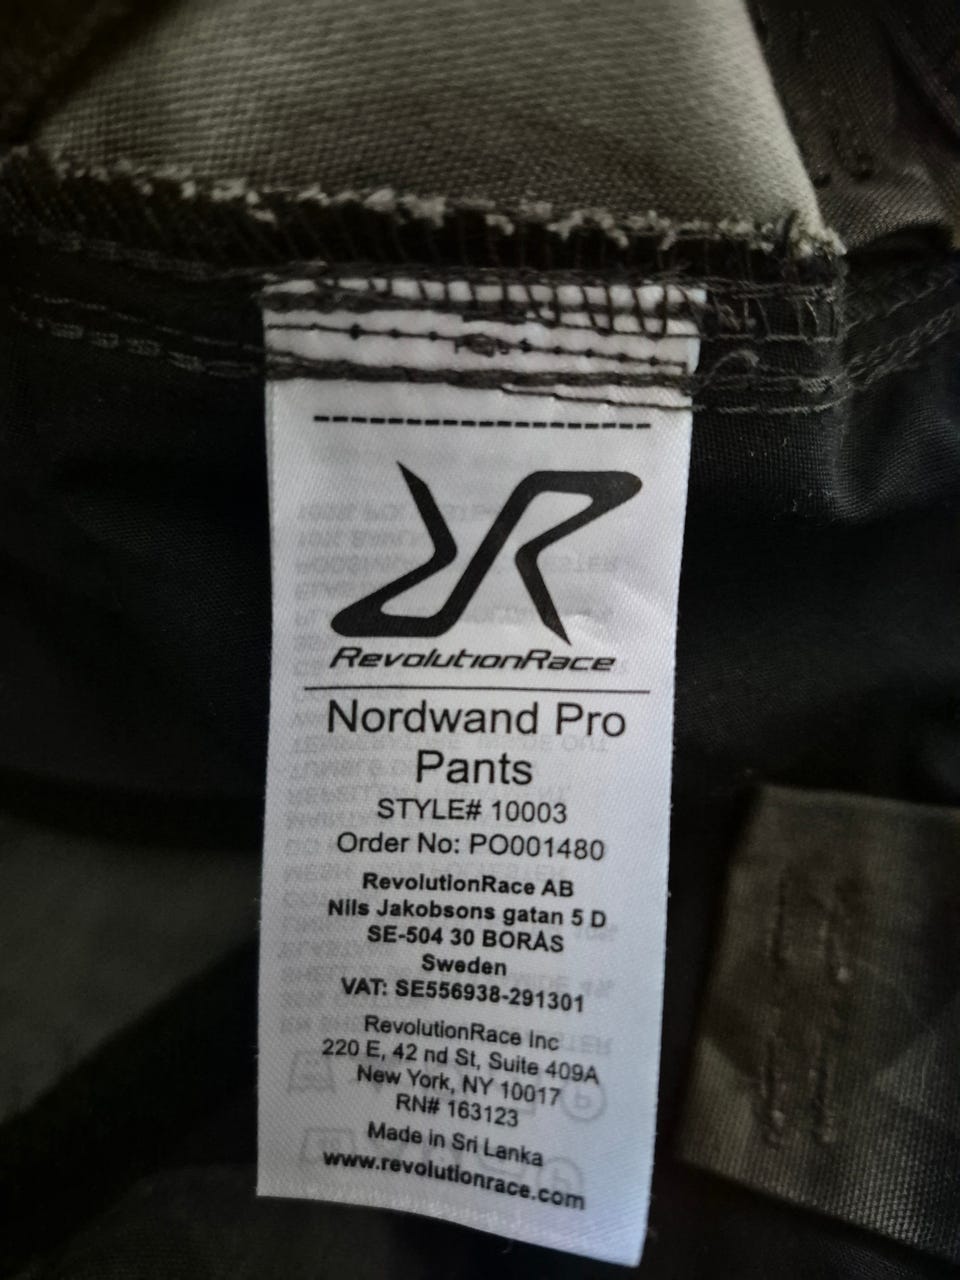 RevolutionRace
Nordwand Pro
Pants
STYLE# 10003
Order No: PO001480
RevolutionRace AB
Nils Jakobsons gatan 5 D
SE-504 30 BORÅS
Sweden
VAT: SE556938-291301
RevolutionRace Inc
220 E, 42 nd St, Suite 409A
New York, NY 10017
RN# 163123
Made in Sri Lanka
www.revolutionrace.com